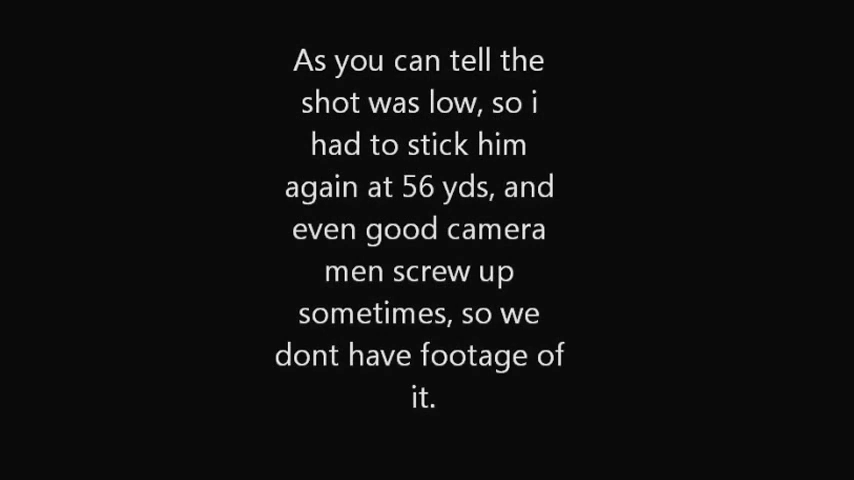 As you can tell the
shot was low, so i
had to stick him
again at 56 yds, and
even good camera
men screw up
sometimes, so we
dont have footage of
it.